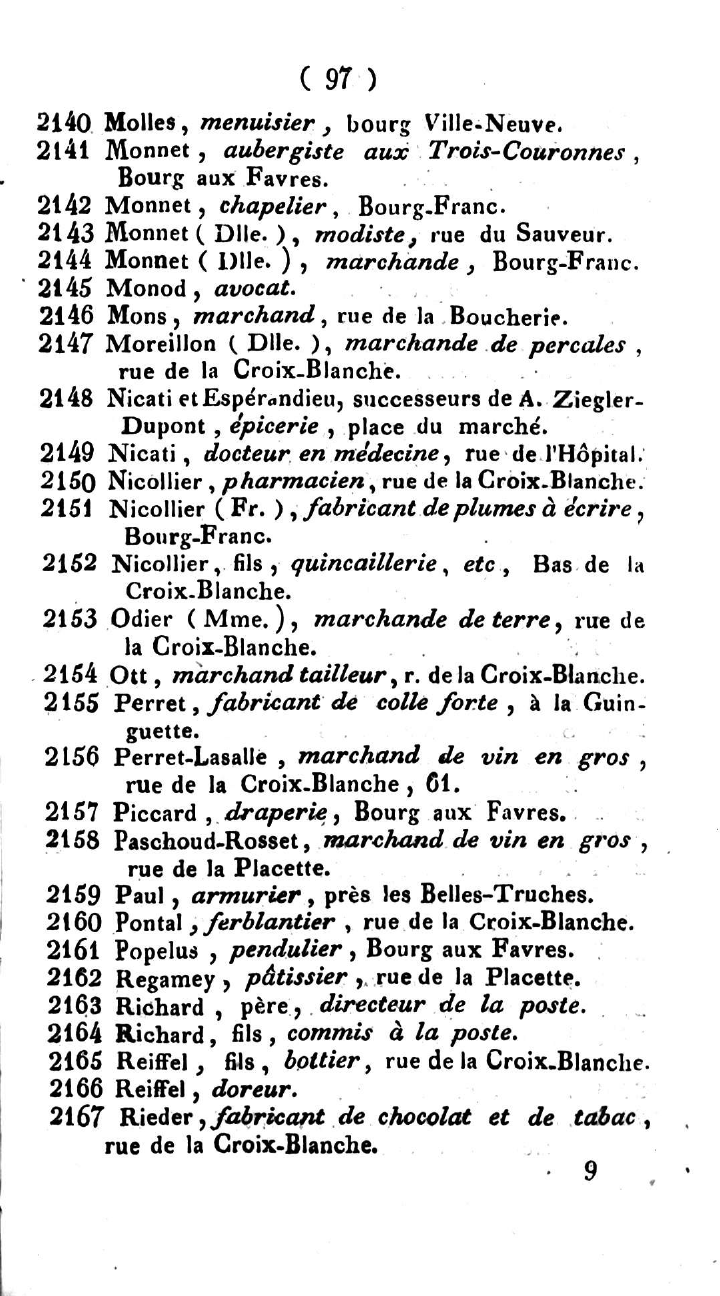 ( 97 )
2140 Molles, menuisier, bourg Ville-Neuve.
2141 Monnet, aubergiste aux Trois-Couronnes,
Bourg aux Favres.
2142 Monnet, chapelier, Bourg-Franc.
2143 Monnet ( Dlle. ), modiste, rue du Sauveur.
2144 Monnet ( Dlle. ), marchande, Bourg-Franc.
2145 Monod, avocat.
2146 Mons, marchand, rue de la Boucherie.
2147 Moreillon ( Dlle. ), marchande de percales,
rue de la Croix-Blanche.
2148 Nicati et Espérandieu, successeurs de A. Ziegler-
Dupont, épicerie, place du marché.
2149 Nicati, docteur en médecine, rue de l'Hôpital.
2150 Nicollier, pharmacien, rue de la Croix-Blanche.
2151 Nicollier ( Fr. ), fabricant de plumes à écrire,
Bourg-Franc.
2152 Nicollier, fils, quincaillerie, etc, Bas de la
Croix-Blanche.
2153 Odier ( Mme. ), marchande de terre, rue de
la Croix-Blanche.
2154 Ott, marchand tailleur, r. de la Croix-Blanche.
2155 Perret, fabricant de colle forte, à la Guin-
guette.
2156 Perret-Lasalle, marchand de vin en gros,
rue de la Croix-Blanche, 61.
2157 Piccard, draperie, Bourg aux Favres.
2158 Paschoud-Rosset, marchand de vin en gros,
rue de la Placette.
2159 Paul, armurier, près les Belles-Truches.
2160 Pontal, ferblantier, rue de la Croix-Blanche.
2161 Popelus, pendulier, Bourg aux Favres.
2162 Regamey, pâtissier, rue de la Placette.
2163 Richard, père, directeur de la poste.
2164 Richard, fils, commis à la poste.
2165 Reiffel, fils, bottier, rue de la Croix-Blanche.
2166 Reiffel, doreur.
2167 Rieder, fabricant de chocolat et de tabac,
rue de la Croix-Blanche.
9